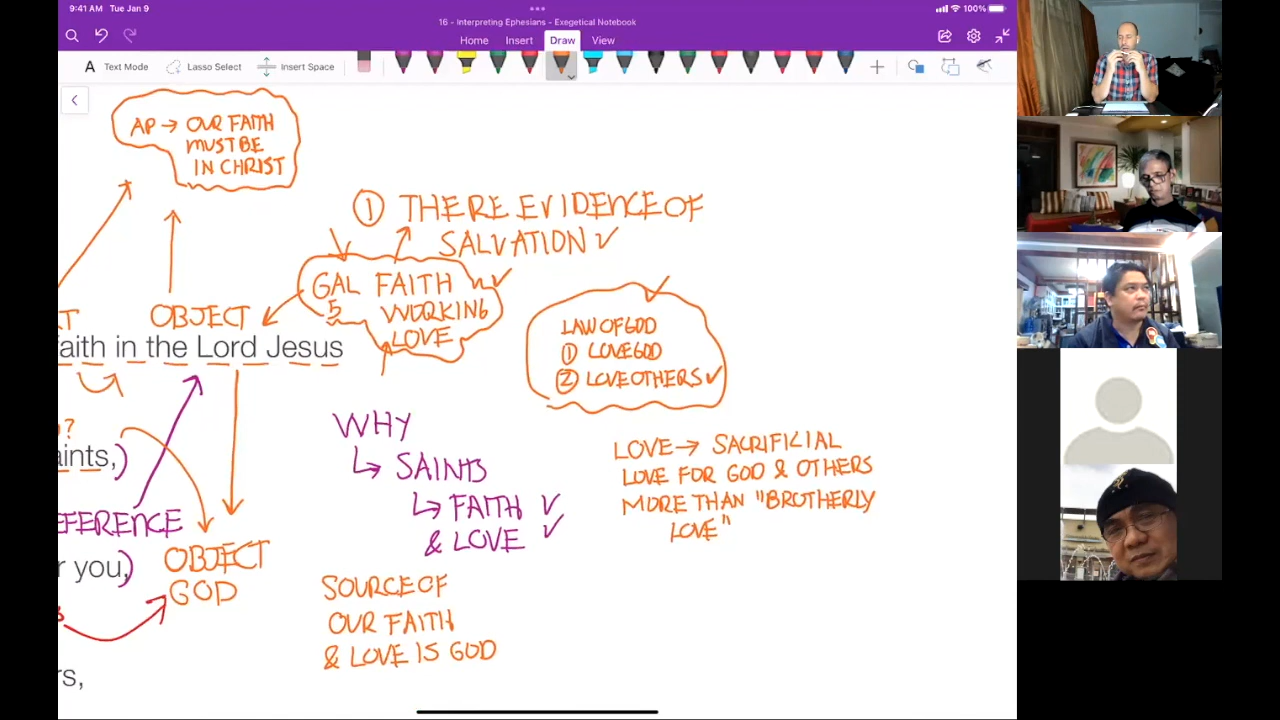 9:41 AM Tue Jan 9
100%
16 - Interpreting Ephesians - Exegetical Notebook
Home Insert Draw View
Text Mode Lasso Select Insert Space
AP → OUR FAITH
MUST BE
IN CHRIST
① THERE EVIDENCE OF
SALVATION ✓
GAL FAITH
5 WORKING
LOVE
OBJECT
faith in the Lord Jesus
LAW OF GOD
① LOVE GOD
② LOVE OTHERS ✓
WHY
↳ SAINTS
↳ FAITH ✓
& LOVE ✓
LOVE → SACRIFICIAL
LOVE FOR GOD & OTHERS
MORE THAN "BROTHERLY
LOVE"
aints,)
EFERENCE
r you,)
OBJECT
GOD
SOURCE OF
OUR FAITH
& LOVE IS GOD
rs,